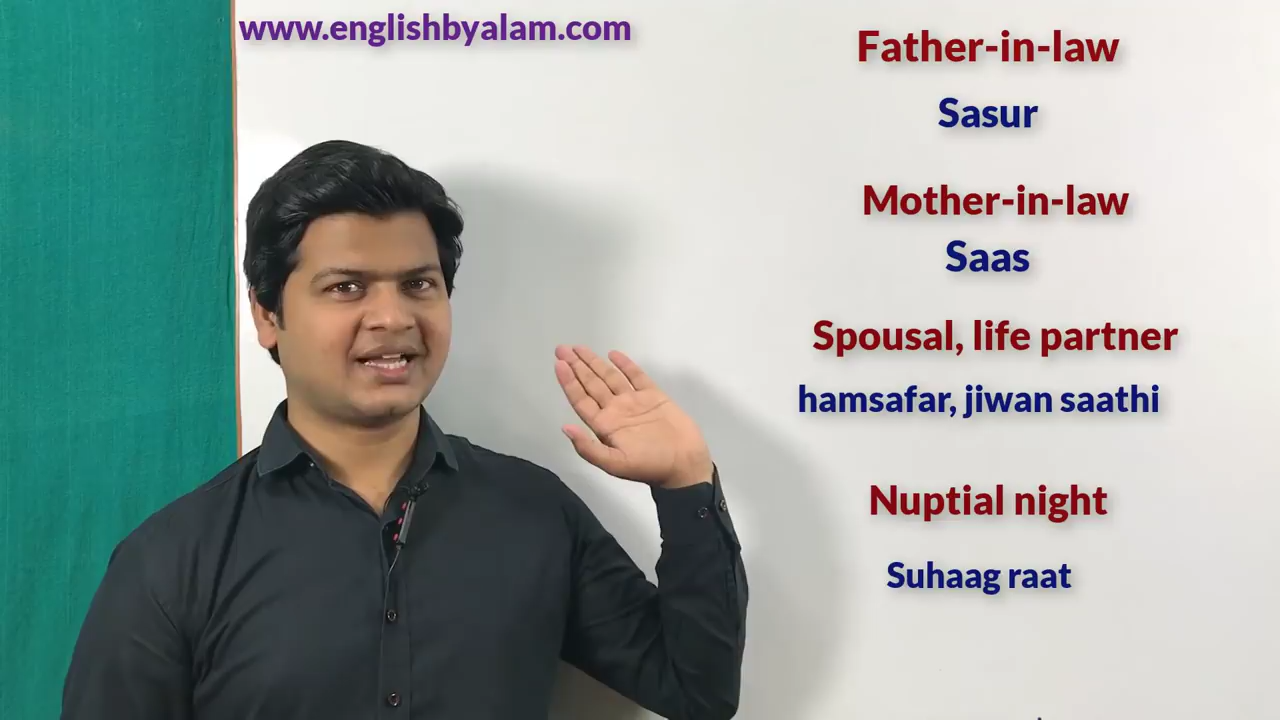 www.englishbyalam.com
Father-in-law
Sasur
Mother-in-law
Saas
Spousal, life partner
hamsafar, jiwan saathi
Nuptial night
Suhaag raat